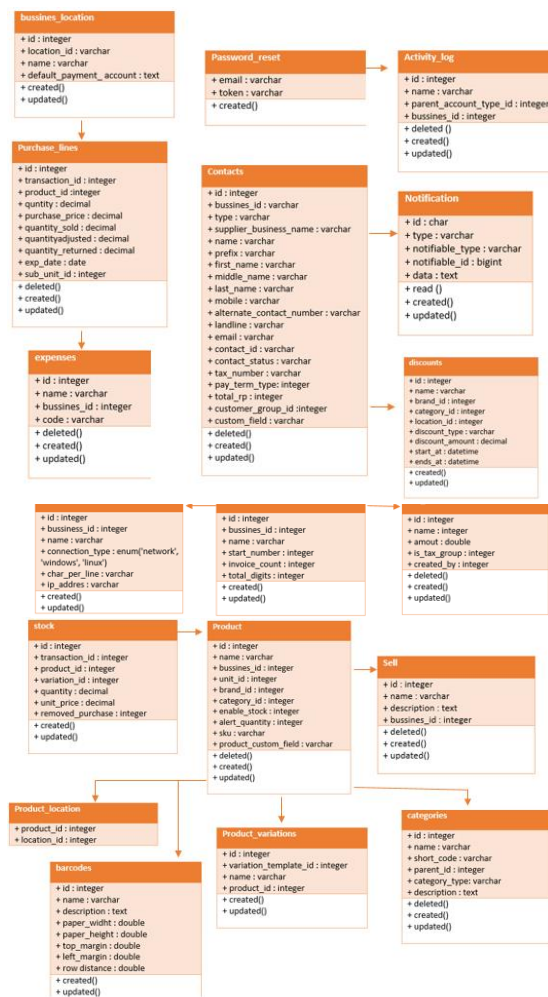 bussines_location
+ id : integer
+ location_id : varchar
+ name : varchar
+ default_payment_ account : text
+ created()
+ updated()
Password_reset
+ email : varchar
+ token : varchar
+ created()
Activity_log
+ id : integer
+ name : varchar
+ parent_account_type_id : integer
+ bussines_id : integer
+ deleted ()
+ created()
+ updated()
Purchase_lines
+ id : integer
+ transaction_id : integer
+ product_id :integer
+ quntity : decimal
+ purchase_price : decimal
+ quantity_sold : decimal
+ quantityadjusted : decimal
+ quantity_returned : decimal
+ exp_date : date
+ sub_unit_id : integer
+ deleted()
+ created()
+ updated()
Contacts
+ id : integer
+ bussines_id : varchar
+ type : varchar
+ supplier_business_name : varchar
+ name : varchar
+ prefix : varchar
+ first_name : varchar
+ middle_name : varchar
+ last_name : varchar
+ mobile : varchar
+ alternate_contact_number : varchar
+ landline : varchar
+ email : varchar
+ contact_id : varchar
+ contact_status : varchar
+ tax_number : varchar
+ pay_term_type: integer
+ total_rp : integer
+ customer_group_id :integer
+ custom_field : varchar
+ deleted()
+ created()
+ updated()
Notification
+ id : char
+ type : varchar
+ notifiable_type : varchar
+ notifiable_id : bigint
+ data : text
+ read ()
+ created()
+ updated()
expenses
+ id : integer
+ name : varchar
+ bussines_id : integer
+ code : varchar
+ deleted()
+ created()
+ updated()
discounts
+ id : integer
+ name : varchar
+ brand_id : integer
+ category_id : integer
+ location_id : integer
+ discount_type : varchar
+ discount_amount : decimal
+ start_at : datetime
+ ends_at : datetime
+ created()
+ updated()
+ id : integer
+ bussiness_id : integer
+ name : varchar
+ connection_type : enum('network',
'windows', 'linux')
+ char_per_line : varchar
+ ip_addres : varchar
+ created()
+ updated()
+ id : integer
+ bussines_id : integer
+ name : varchar
+ start_number : integer
+ invoice_count : integer
+ total_digits : integer
+ created()
+ updated()
+ id : integer
+ name : integer
+ amout : double
+ is_tax_group : integer
+ created_by : integer
+ deleted()
+ created()
+ updated()
stock
+ id : integer
+ transaction_id : integer
+ product_id : integer
+ variation_id : integer
+ quantity : decimal
+ unit_price : decimal
+ removed_purchase : integer
+ created()
+ updated()
Product
+ id : integer
+ name : varchar
+ bussines_id : integer
+ unit_id : integer
+ brand_id : integer
+ category_id : integer
+ enable_stock : integer
+ alert_quantity : integer
+ sku : varchar
+ product_custom_field : varchar
+ deleted()
+ created()
+ updated()
Sell
+ id : integer
+ name : varchar
+ description : text
+ bussines_id : integer
+ deleted()
+ created()
+ updated()
Product_location
+ product_id : integer
+ location_id : integer
barcodes
+ id : integer
+ name : varchar
+ description : text
+ paper_widht : double
+ paper_height : double
+ top_margin : double
+ left_margin : double
+ row distance : double
+ created()
+ updated()
Product_variations
+ id : integer
+ variation_template_id : integer
+ name : varchar
+ product_id : integer
+ created()
+ updated()
categories
+ id : integer
+ name : varchar
+ short_code : varchar
+ parent_id : integer
+ category_type: varchar
+ description : text
+ deleted()
+ created()
+ updated()